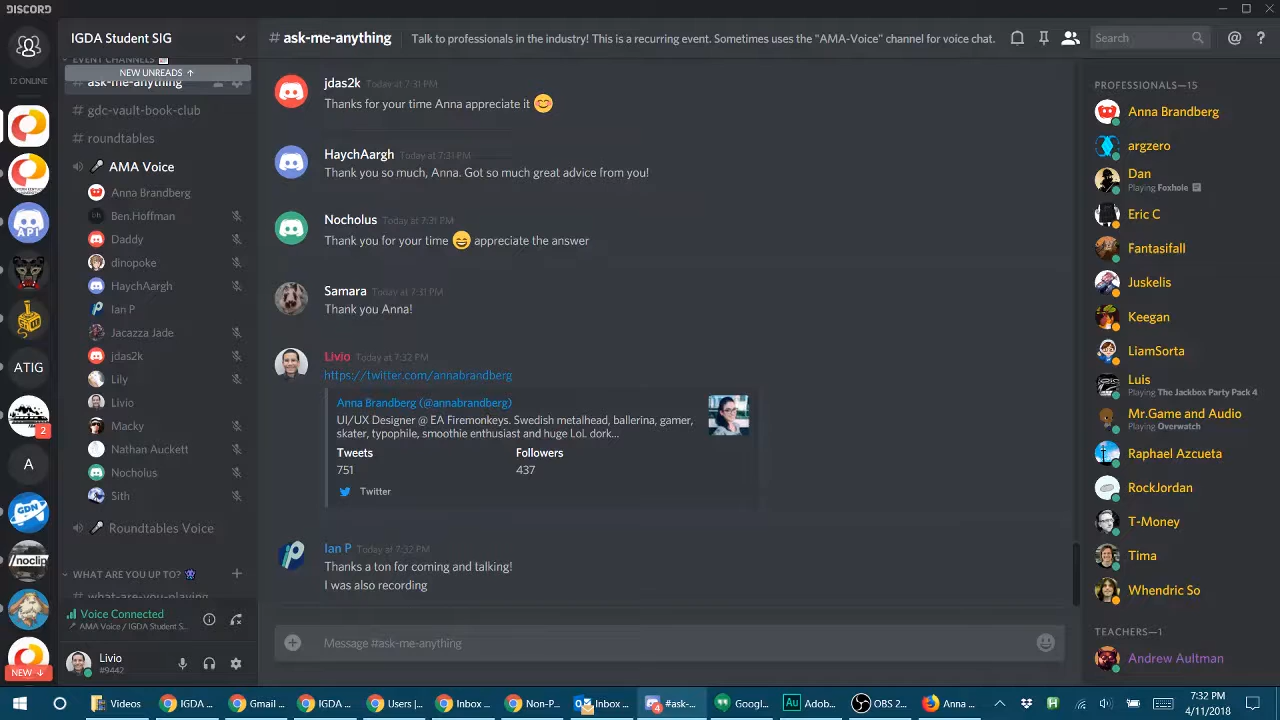 DISCORD
12 ONLINE
API
ATIG
2
A
GDN
/noclip
NEW ↓
IGDA Student SIG
EVENT CHANNELS
NEW UNREADS ↑
ask-me-anything
# gdc-vault-book-club
# roundtables
AMA Voice
Anna Brandberg
Ben.Hoffman
Daddy
dinopoke
HaychAargh
Ian P
Jacazza Jade
jdas2k
Lily
Livio
Macky
Nathan Auckett
Nocholus
Sith
Roundtables Voice
WHAT ARE YOU UP TO?
# what-are-you-playing
Voice Connected
AMA Voice / IGDA Student S...
Livio
#9442
# ask-me-anything
Talk to professionals in the industry! This is a recurring event. Sometimes uses the "AMA-Voice" channel for voice chat.
Search
jdas2k Today at 7:31 PM
Thanks for your time Anna appreciate it 😊
HaychAargh Today at 7:31 PM
Thank you so much, Anna. Got so much great advice from you!
Nocholus Today at 7:31 PM
Thank you for your time 😄 appreciate the answer
Samara Today at 7:31 PM
Thank you Anna!
Livio Today at 7:32 PM
https://twitter.com/annabrandberg
Anna Brandberg (@annabrandberg)
UI/UX Designer @ EA Firemonkeys. Swedish metalhead, ballerina, gamer,
skater, typophile, smoothie enthusiast and huge LoL dork...
Tweets Followers
751 437
Twitter
Ian P Today at 7:32 PM
Thanks a ton for coming and talking!
I was also recording
Message #ask-me-anything
PROFESSIONALS—15
Anna Brandberg
argzero
Dan
Playing Foxhole
Eric C
Fantasifall
Juskelis
Keegan
LiamSorta
Luis
Playing The Jackbox Party Pack 4
Mr.Game and Audio
Playing Overwatch
Raphael Azcueta
RockJordan
T-Money
Tima
Whendric So
TEACHERS—1
Andrew Aultman
Videos
IGDA ...
Gmail ...
IGDA ...
Users | ...
Inbox ...
Non-P...
Inbox ...
4
#ask-...
Googl...
Au
Adob...
OBS 2...
Anna ...
7:32 PM
4/11/2018